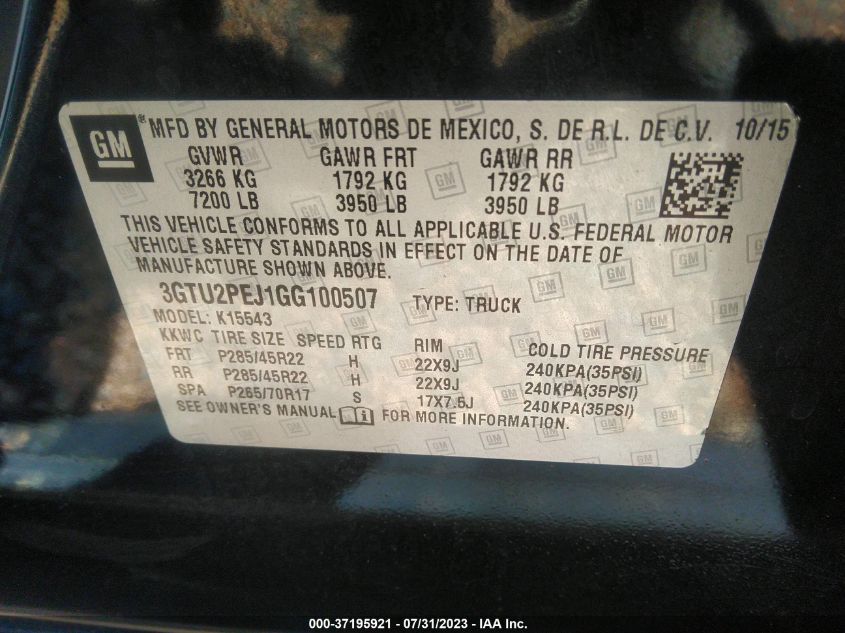 GM ® MFD BY GENERAL MOTORS DE MEXICO, S. DE R.L. DE C.V. 10/15
GVWR GAWR FRT GAWR RR
3266 KG 1792 KG 1792 KG
7200 LB 3950 LB 3950 LB
THIS VEHICLE CONFORMS TO ALL APPLICABLE U.S. FEDERAL MOTOR
VEHICLE SAFETY STANDARDS IN EFFECT ON THE DATE OF
MANUFACTURE SHOWN ABOVE.
3GTU2PEJ1GG100507 TYPE: TRUCK
MODEL: K15543
KKWC TIRE SIZE SPEED RTG RIM COLD TIRE PRESSURE
FRT P285/45R22 H 22X9J 240KPA(35PSI)
RR P285/45R22 H 22X9J 240KPA(35PSI)
SPA P265/70R17 S 17X7.5J 240KPA(35PSI)
SEE OWNER'S MANUAL i FOR MORE INFORMATION.
000-37195921 - 07/31/2023 - IAA Inc.